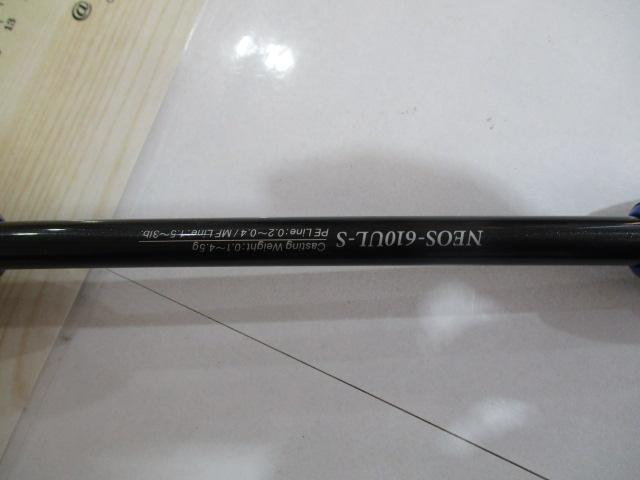 NEOS-610UL-S
Casting Weight:0.1~4.5g
PE Line:0.2~0.4 / MF Line:1.5~3lb.
@
13